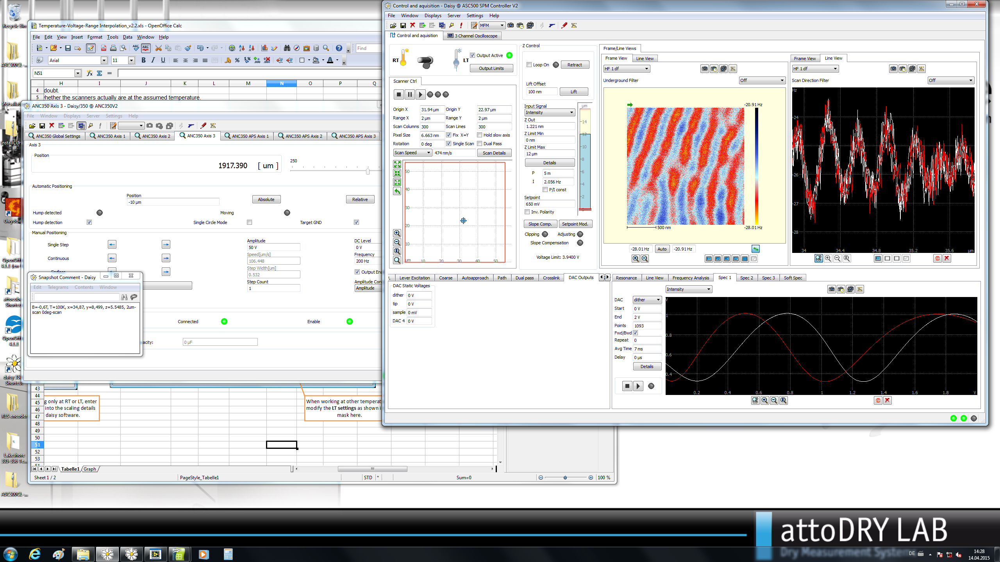 Recycle Bin
ASC500CL-...
Gwyddio
RES encoder
Lakeshore
335-336 Te...
ASC500CL-...
Temperature-Voltage-Range Interpolation_v2.2.xls - OpenOffice Calc
File Edit View Insert Format Tools Data Window Help
Find
Arial 11
N51
H I J K L M N O P Q
4 doubt.
5 whether the scanners actually are at the assumed temperature.
ANC350 Axis 3 - Daisy/350 @ ANC350V2
File Window Displays Server Settings Help
ANC350 Global Settings ANC350 Axis 1 ANC350 Axis 2 ANC350 Axis 3 ANC350 APS Axis 1 ANC350 APS Axis 2 ANC350 APS Axis 3
Axis 3
Position
1917.390 [ um ]
250
Automatic Positioning
Position
-10 µm
Absolute
Relative
Hump detected
Moving
Hump detection
Single Circle Mode
Target GND
Manual Positioning
Single Step
Continuous
Endless
Amplitude
50 V
Speed[um/s]
106.448
Step Width[um]
0.532
Step Count
1
DC Level
0 V
Frequency
200 Hz
Output Ena
Amplitude Con
Amplitude
Connected
Enable
acity:
0 µF
Snapshot Comment - Daisy
Edit Telegrams Contents Window
B=-0,6T, T=100K, x=34,87, y=8,499, z=5.5485, 2um-
scan 0deg-scan
43
44
45
46
47
48
49
50
51
52
53
54
g only at RT or LT, enter
into the scaling details
daisy software.
When working at other temperat
modify the LT settings as shown i
mask here.
Tabelle1 Graph
Sheet 1 / 2 PageStyle_Tabelle1 STD * Sum=0 100 %
Control and aquisition - Daisy @ ASC500 SPM Controller V2
File Window Displays Server Settings Help
MFM
Control and aquisition 3 Channel Oscilloscope
RT
LT
Output Active
Output Limits
Scanner Ctrl
Origin X 31.94 µm Origin Y 22.97 µm
Range X 2 µm Range Y 2 µm
Scan Columns 300 Scan Lines 300
Pixel Size 6.663 nm Fix X=Y Hold slow axis
Rotation 0 deg Single Scan Dual Pass
Scan Speed 474 nm/s Scan Details
50
40
30
20
10
µm 10 20 30 40 50
Z Control
Loop On Retract
Lift Offset
100 nm Lift
Input Signal
Intensity
Z Out
1.221 nm
Z Limit Min
0 nm
Z Limit Max
12 µm
Details
P 5 m
I 2.056 Hz
P/I const
Setpoint
650 mV
Inv. Polarity
Slope Comp. Setpoint Mod.
Clipping Adjusting
Slope Compensation
Voltage Limit: 3.9400 V
µm
14
12
10
8
6
4
2
Frame/Line Views
Frame View Line View
HF 1 df
Underground Filter Off
-20.91 Hz
-28.01 Hz
500 nm
-28.01 Hz Auto -20.91 Hz
Frame View Line View
HF 1 df
Scan Direction Filter Off
Hz
-24
-26
-27
-28
34 34.4 34.8 35.2 35.6 µm
Lever Excitation Coarse Autoapproach Path Dual pass Crosslink DAC Outputs
DAC Static Voltages
dither 0 V
tip 0 V
sample 0 mV
DAC 4 0 V
Resonance Line View Frequency Analysis Spec 1 Spec 2 Spec 3 Soft Spec
Intensity
DAC dither
Start 0 V
End 2 V
Points 1093
Fwd/Bwd
Repeat 0
Avg Time 7 ms
Delay 0 µs
Details
V
1
0.8
0.6
0.4
0.2 0.4 0.6 0.8 1 1.2 1.4 1.6 1.8 V
attoDRY LAB
Dry Measurement System
DE
14:28
14.04.2015